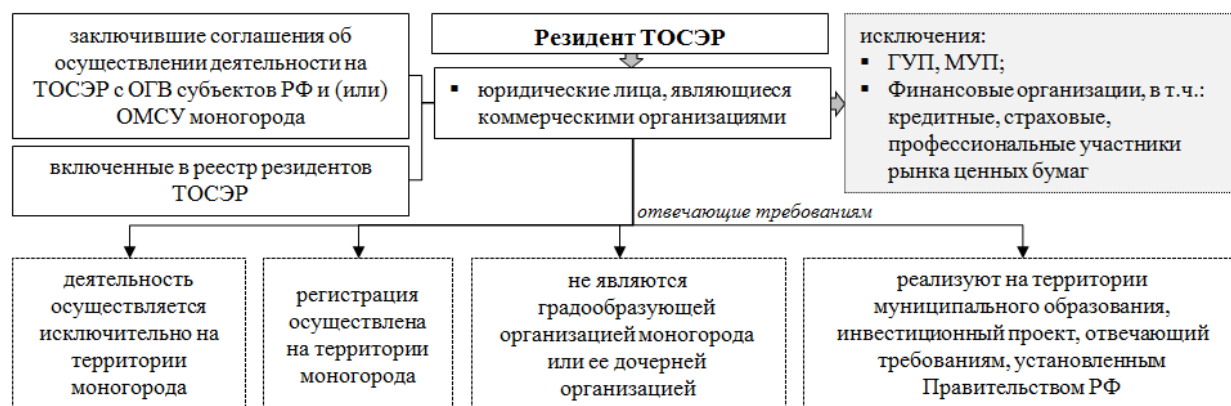 заключившие соглашения об
осуществлении деятельности на
ТОСЭР с ОГВ субъектов РФ и (или)
ОМСУ моногорода
включенные в реестр резидентов
ТОСЭР
Резидент ТОСЭР
▪ юридические лица, являющиеся
коммерческими организациями
исключения:
▪ ГУП, МУП;
▪ Финансовые организации, в т.ч.:
кредитные, страховые,
профессиональные участники
рынка ценных бумаг
отвечающие требованиям
деятельность
осуществляется
исключительно на
территории
моногорода
регистрация
осуществлена
на территории
моногорода
не являются
градообразующей
организацией моногорода
или ее дочерней
организацией
реализуют на территории
муниципального образования,
инвестиционный проект, отвечающий
требованиям, установленным
Правительством РФ